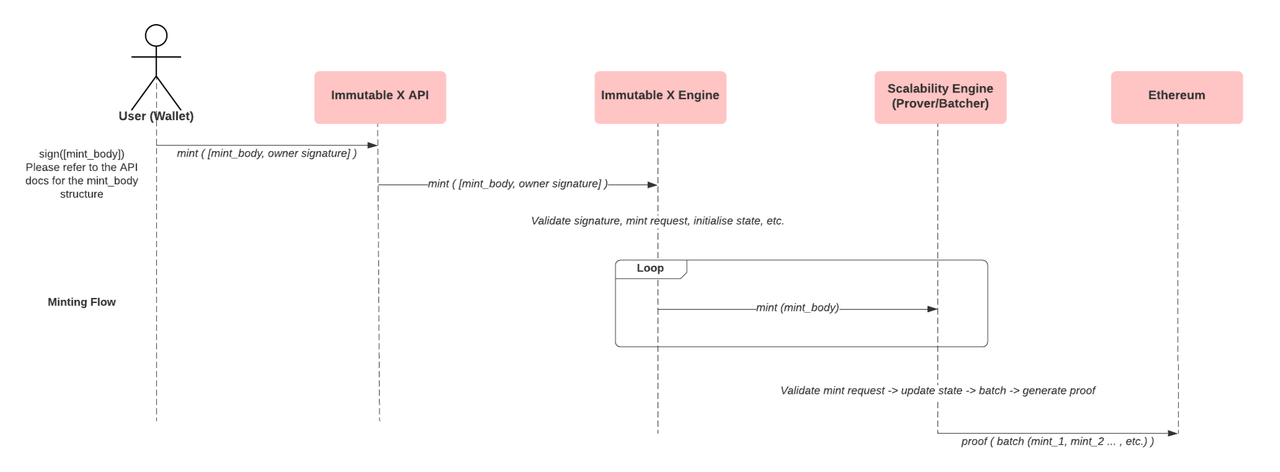 User (Wallet)
Immutable X API
Immutable X Engine
Scalability Engine
(Prover/Batcher)
Ethereum
sign([mint_body])
Please refer to the API
docs for the mint_body
structure
mint ( [mint_body, owner signature] )
mint ( [mint_body, owner signature] )
Validate signature, mint request, initialise state, etc.
Loop
Minting Flow
mint (mint_body)
Validate mint request -> update state -> batch -> generate proof
proof ( batch (mint_1, mint_2 ... , etc.) )